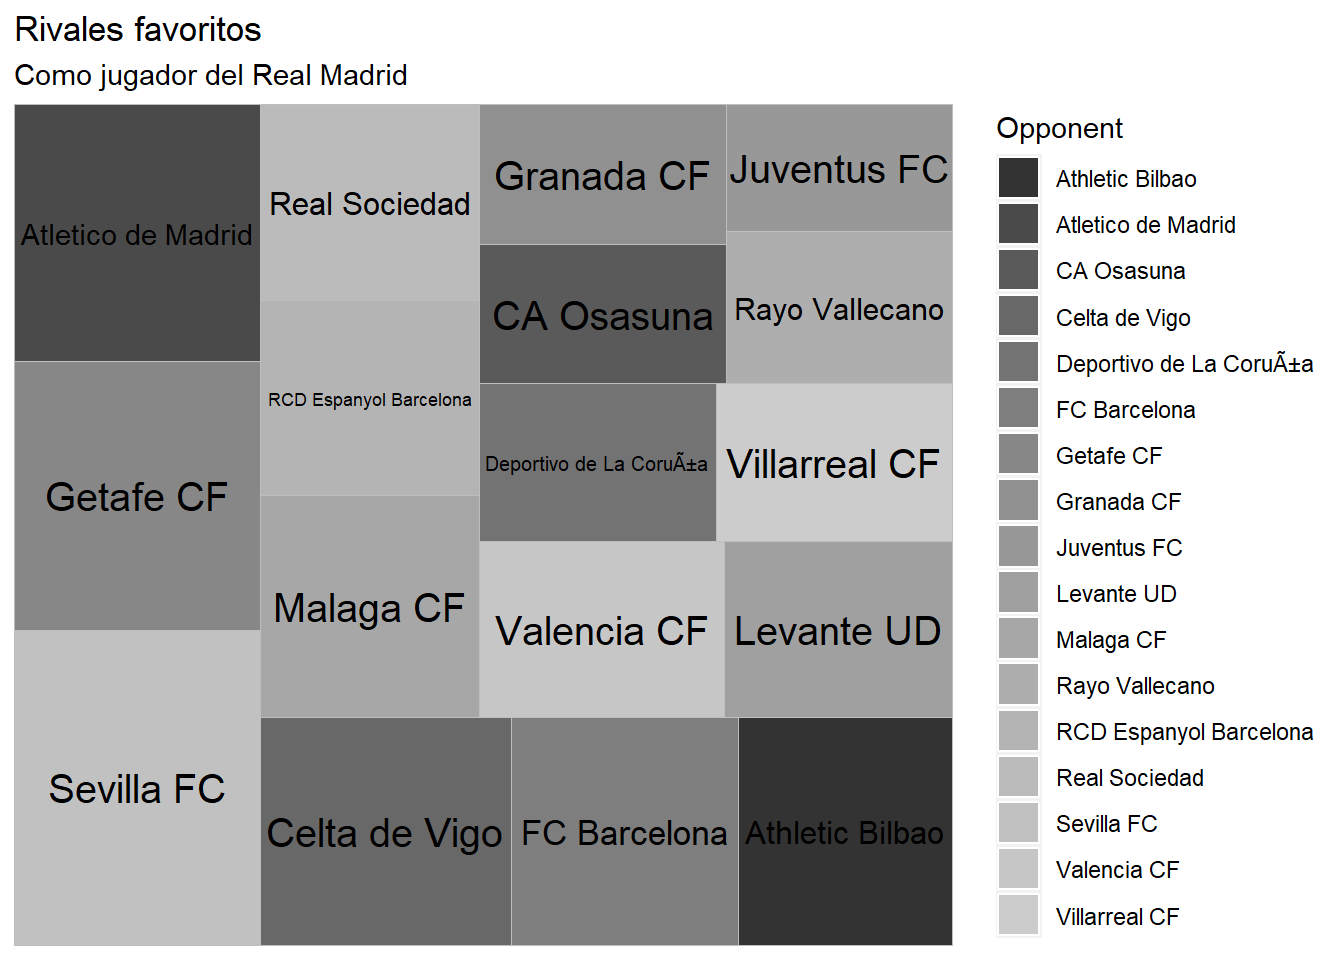 Rivales favoritos
Como jugador del Real Madrid
Atletico de Madrid
Getafe CF
Sevilla FC
Real Sociedad
RCD Espanyol Barcelona
Malaga CF
Granada CF
CA Osasuna
Deportivo de La CoruÃ±a
Valencia CF
Juventus FC
Rayo Vallecano
Villarreal CF
Levante UD
Celta de Vigo
FC Barcelona
Athletic Bilbao
Opponent
Athletic Bilbao
Atletico de Madrid
CA Osasuna
Celta de Vigo
Deportivo de La CoruÃ±a
FC Barcelona
Getafe CF
Granada CF
Juventus FC
Levante UD
Malaga CF
Rayo Vallecano
RCD Espanyol Barcelona
Real Sociedad
Sevilla FC
Valencia CF
Villarreal CF